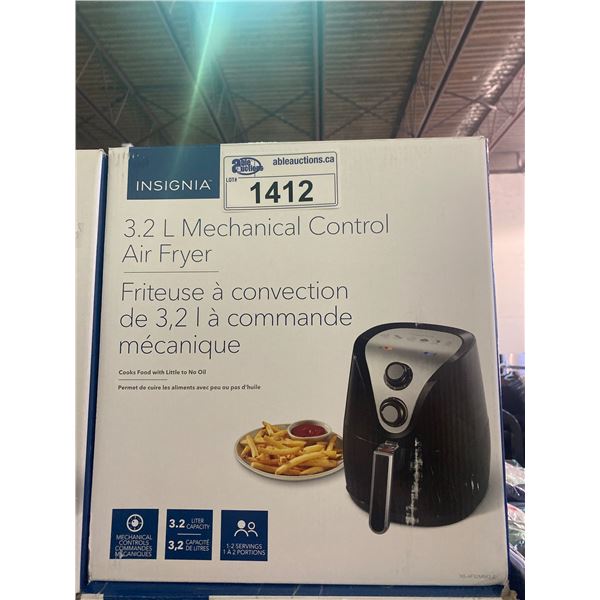 INSIGNIA
able auctions
ableauctions.ca
LOT#
1412
3.2 L Mechanical Control
Air Fryer
Friteuse à convection
de 3,2 l à commande
mécanique
Cooks Food with Little to No Oil
Permet de cuire les aliments avec peu ou pas d'huile
MECHANICAL
CONTROLS
COMMANDES
MÉCANIQUES
3.2 LITER
CAPACITY
3,2 CAPACITÉ
DE LITRES
1-2 SERVINGS
1 À 2 PORTIONS